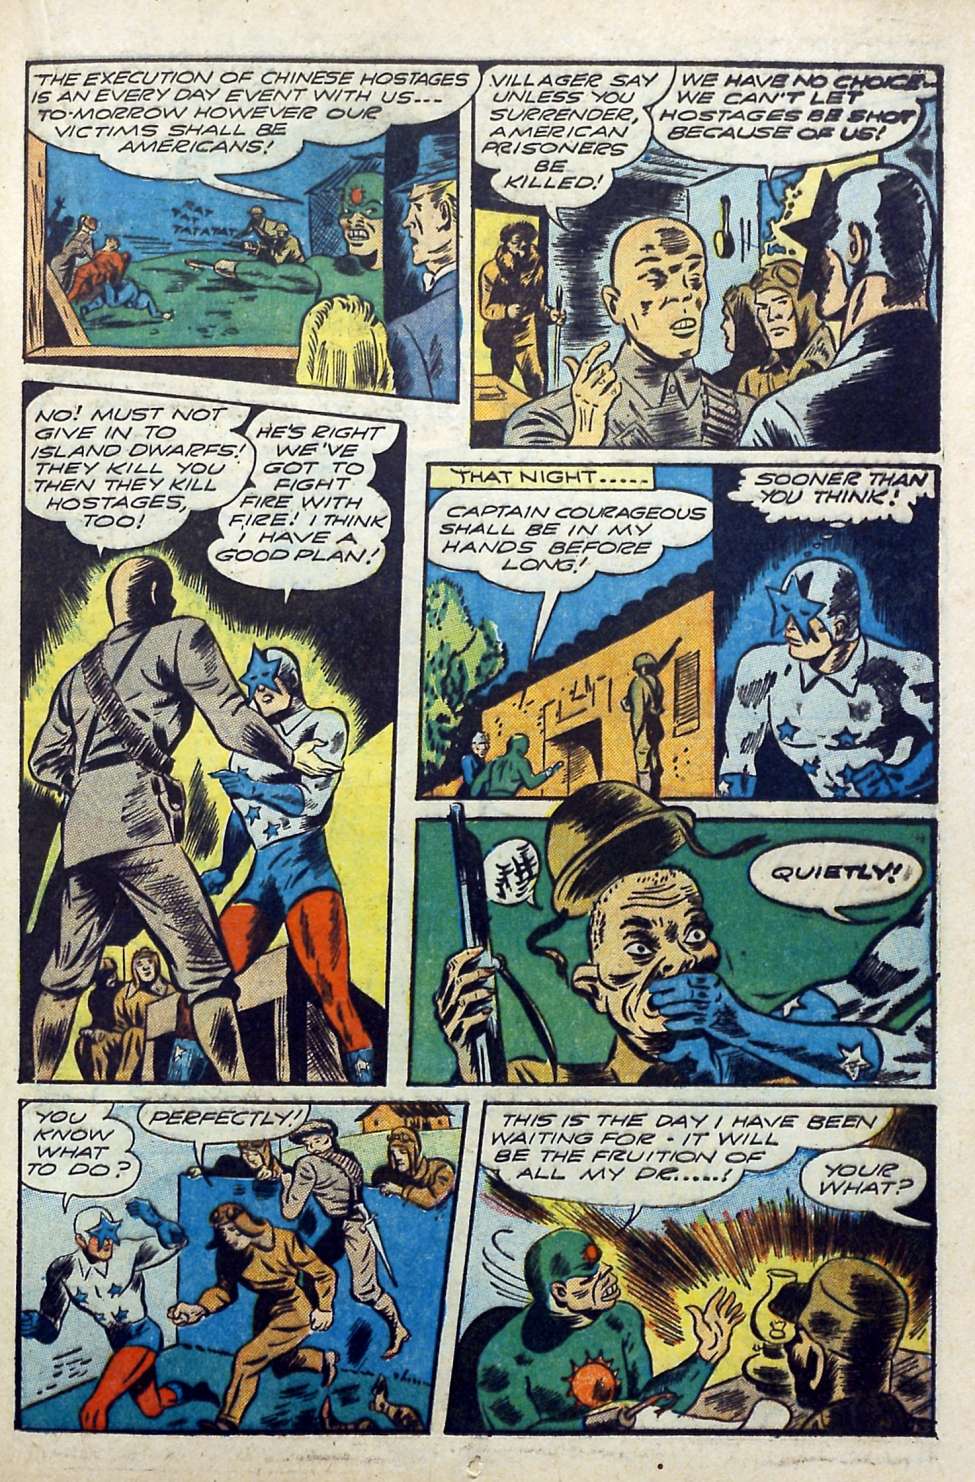 THE EXECUTION OF CHINESE HOSTAGES
IS AN EVERY DAY EVENT WITH US...
TO-MORROW HOWEVER OUR
VICTIMS SHALL BE
AMERICANS!
RAT
TAT
TAT
TATATAT
VILLAGER SAY
UNLESS YOU
SURRENDER,
AMERICAN
PRISONERS
BE
KILLED!
WE HAVE NO CHOICE-
WE CAN'T LET
HOSTAGES BE SHOT
BECAUSE OF US!
NO! MUST NOT
GIVE IN TO
ISLAND DWARFS!
THEY KILL YOU
THEN THEY KILL
HOSTAGES,
TOO!
HE'S RIGHT
WE'VE
GOT TO
FIGHT
FIRE WITH
FIRE! I THINK
I HAVE A
GOOD PLAN!
THAT NIGHT.....
CAPTAIN COURAGEOUS
SHALL BE IN MY
HANDS BEFORE
LONG!
SOONER THAN
YOU THINK!
QUIETLY!
YOU
KNOW
WHAT
TO DO?
PERFECTLY!
THIS IS THE DAY I HAVE BEEN
WAITING FOR - IT WILL
BE THE FRUITION OF
ALL MY DR.....!
YOUR
WHAT?